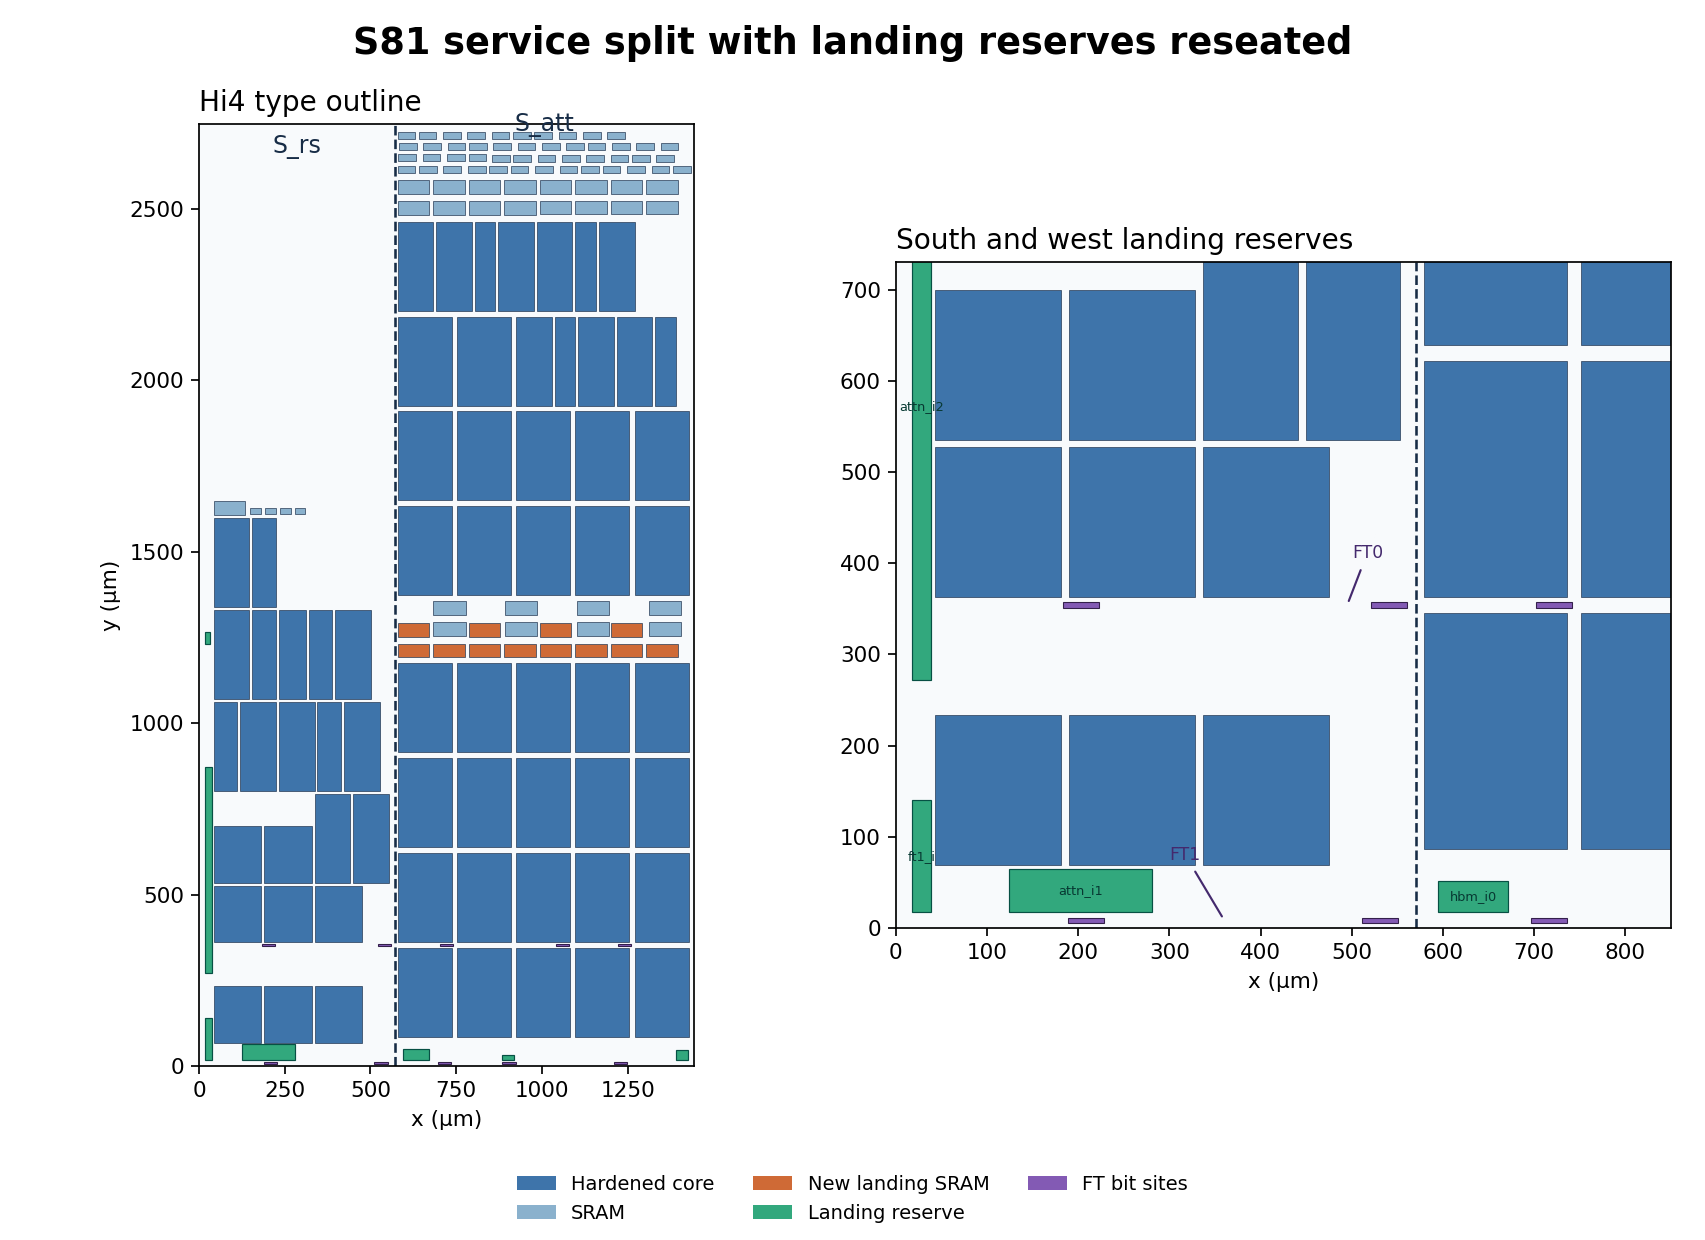 S81 service split with landing reserves reseated
Hi4 type outline
S_rs
S_att
2500
2000
1500
1000
500
0
y (µm)
0 250 500 750 1000 1250
x (µm)
South and west landing reserves
700
600
500
400
300
200
100
0
attn_i2
FT0
FT1
ft1_i
attn_i1
hbm_i0
0 100 200 300 400 500 600 700 800
x (µm)
Hardened core
SRAM
New landing SRAM
Landing reserve
FT bit sites